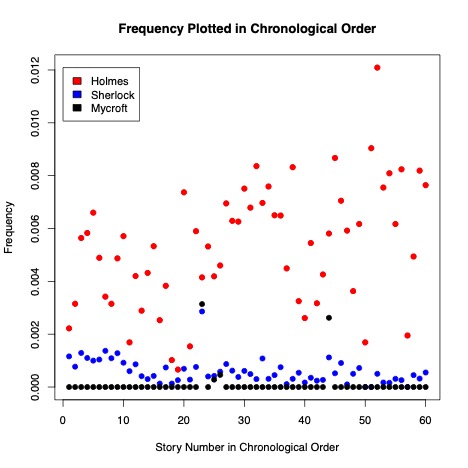 Frequency Plotted in Chronological Order
Holmes
Sherlock
Mycroft
Frequency
0.012
0.010
0.008
0.006
0.004
0.002
0.000
0 10 20 30 40 50 60
Story Number in Chronological Order